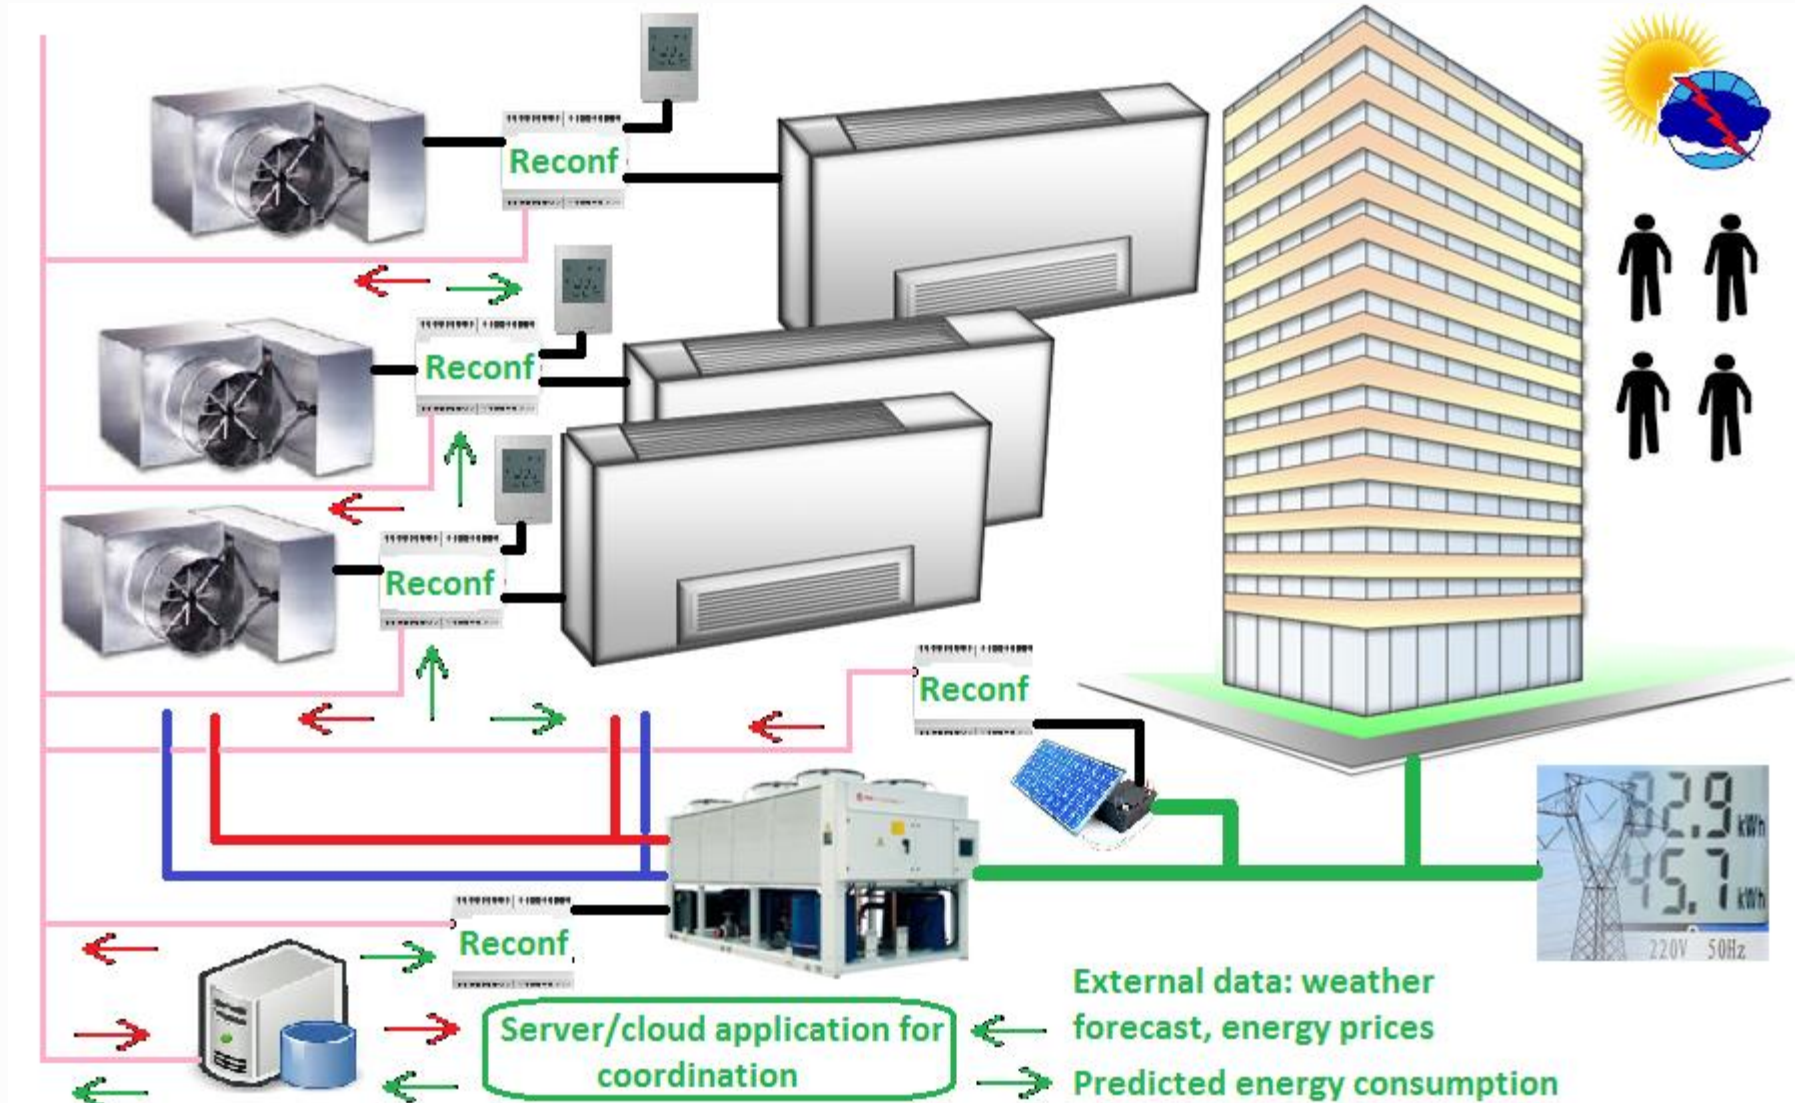 Reconf
Reconf
Reconf
Reconf
Reconf
82.9 kWh
45.7 kWh
220V 50Hz
Server/cloud application for
coordination
External data: weather
forecast, energy prices
Predicted energy consumption